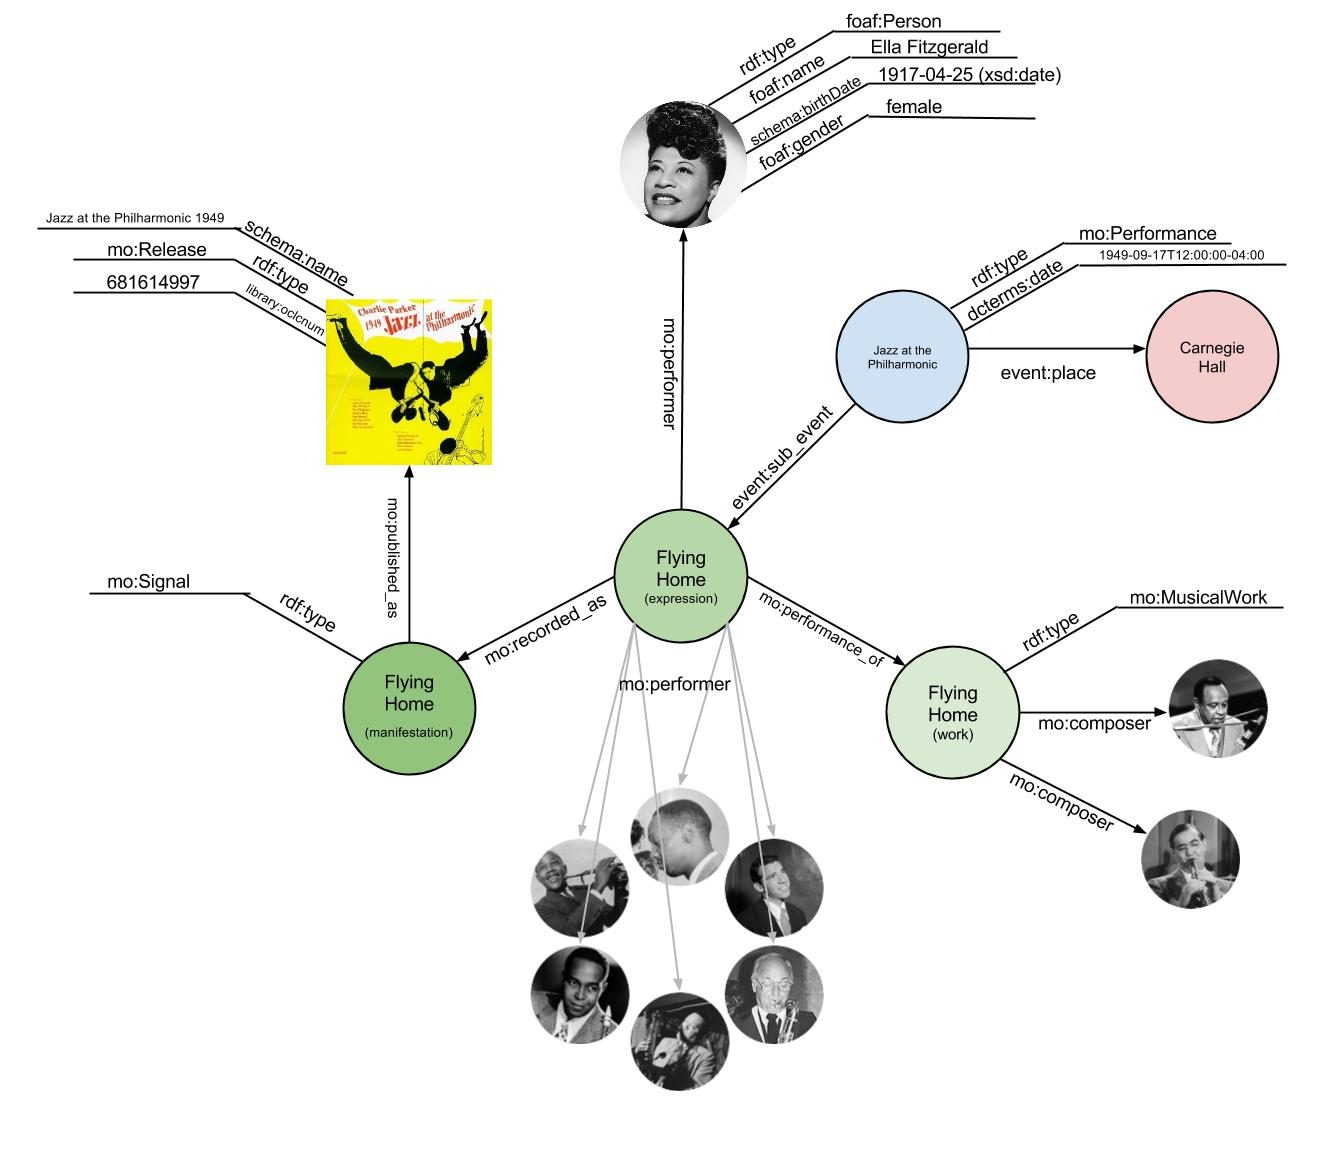 foaf:Person
rdf:type
Ella Fitzgerald
foaf:name
1917-04-25 (xsd:date)
schema:birthDate
female
foaf:gender
Jazz at the Philharmonic 1949
schema:name
mo:Release
rdf:type
681614997
library:oclcnum
Charlie Parker
1949 Jazz at the
Philharmonic
mo:performer
mo:Performance
rdf:type
1949-09-17T12:00:00-04:00
dcterms:date
Jazz at the
Philharmonic
event:place
Carnegie
Hall
event:sub_event
mo:published_as
Flying
Home
(expression)
mo:Signal
rdf:type
mo:recorded_as
mo:performance_of
mo:MusicalWork
rdf:type
Flying
Home
(manifestation)
mo:performer
Flying
Home
(work)
mo:composer
mo:composer